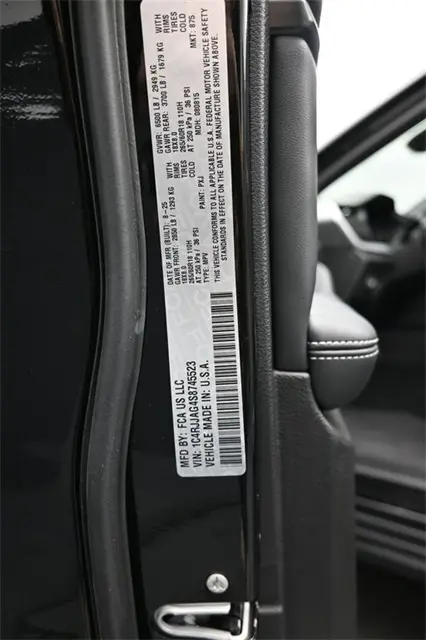 MFD BY: FCA US LLC
DATE OF MFR (BUILT): 8-25
GVWR: 6500 LB / 2949 KG
GAWR FRONT: 2850 LB / 1293 KG
WITH
GAWR REAR: 3700 LB / 1679 KG
WITH
18X8.0
RIMS
18X8.0
RIMS
265/60R18 110H
TIRES
265/60R18 110H
TIRES
AT 250 kPa / 36 PSI
COLD
AT 250 kPa / 36 PSI
COLD
VIN: 1C4RJJAG4S8745523
TYPE: MPV
PAINT: PXJ
MDH: 080815
MKT: 875
VEHICLE MADE IN: U.S.A.
THIS VEHICLE CONFORMS TO ALL APPLICABLE U.S.A. FEDERAL MOTOR VEHICLE SAFETY
STANDARDS IN EFFECT ON THE DATE OF MANUFACTURE SHOWN ABOVE.